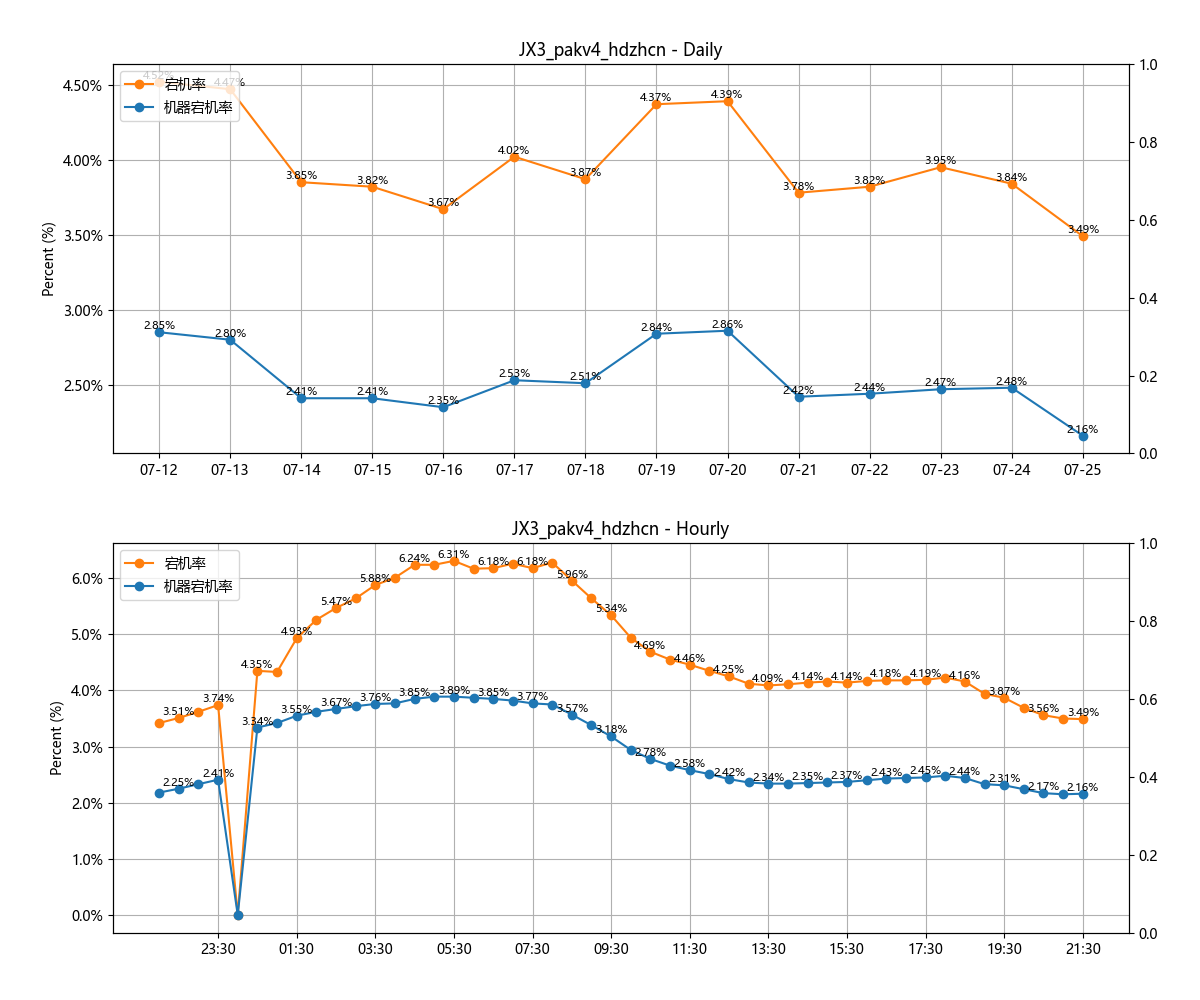 JX3_pakv4_hdzhcn - Daily
宕机率
机器宕机率
4.52% 4.47% 3.85% 3.82% 3.67% 4.02% 3.87% 4.37% 4.39% 3.78% 3.82% 3.95% 3.84% 3.49%
2.85% 2.80% 2.41% 2.41% 2.35% 2.53% 2.51% 2.84% 2.86% 2.42% 2.44% 2.47% 2.48% 2.16%
4.50%
4.00%
3.50%
3.00%
2.50%
Percent (%)
1.0
0.8
0.6
0.4
0.2
0.0
07-12 07-13 07-14 07-15 07-16 07-17 07-18 07-19 07-20 07-21 07-22 07-23 07-24 07-25
JX3_pakv4_hdzhcn - Hourly
宕机率
机器宕机率
3.51% 3.74% 4.35% 4.93% 5.47% 5.88% 6.24% 6.31% 6.18% 6.18% 5.96% 5.34% 4.69% 4.46% 4.25% 4.09% 4.14% 4.14% 4.18% 4.19% 4.16% 3.87% 3.56% 3.49%
2.25% 2.41% 3.34% 3.55% 3.67% 3.76% 3.85% 3.89% 3.85% 3.77% 3.57% 3.18% 2.78% 2.58% 2.42% 2.34% 2.35% 2.37% 2.43% 2.45% 2.44% 2.31% 2.17% 2.16%
6.0%
5.0%
4.0%
3.0%
2.0%
1.0%
0.0%
Percent (%)
1.0
0.8
0.6
0.4
0.2
0.0
23:30 01:30 03:30 05:30 07:30 09:30 11:30 13:30 15:30 17:30 19:30 21:30